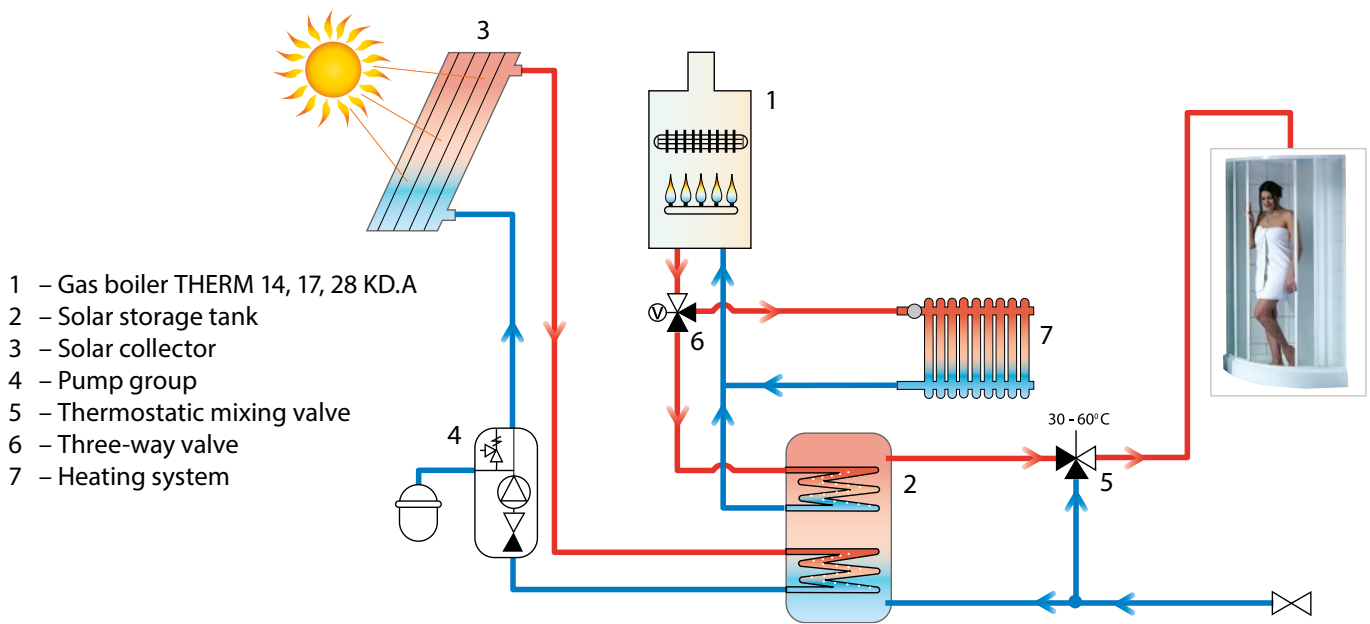 3
1
1 – Gas boiler THERM 14, 17, 28 KD.A
2 – Solar storage tank
3 – Solar collector
4 – Pump group
5 – Thermostatic mixing valve
6 – Three-way valve
7 – Heating system
V
6
7
4
30 - 60⁰C
2
5